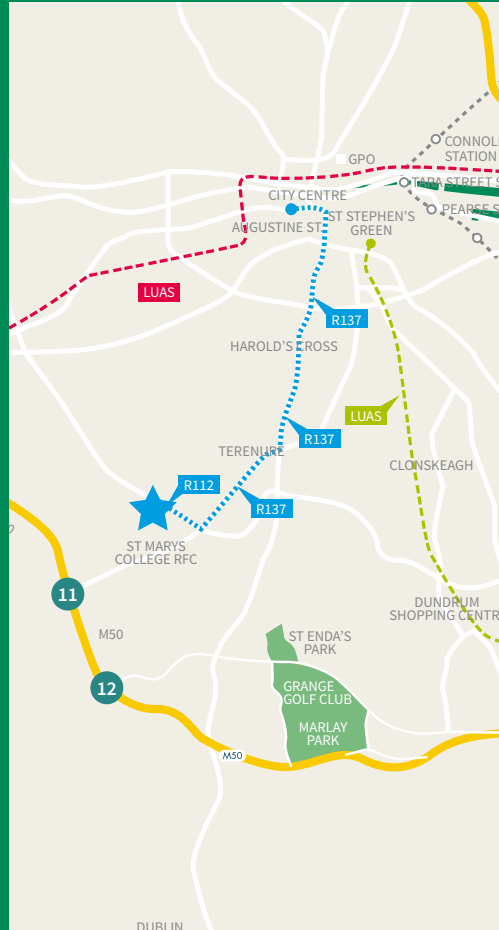 CONNOL
STATION
GPO
TARA STREET S
CITY CENTRE
PEARSE S
ST STEPHEN'S
GREEN
AUGUSTINE ST.
LUAS
R137
HAROLD'S CROSS
LUAS
R137
TERENURE
CLONSKEAGH
R112
R137
ST MARYS
COLLEGE RFC
11
DUNDRUM
SHOPPING CENTR
M50
ST ENDA'S
PARK
12
GRANGE
GOLF CLUB
MARLAY
PARK
M50
DUBLIN